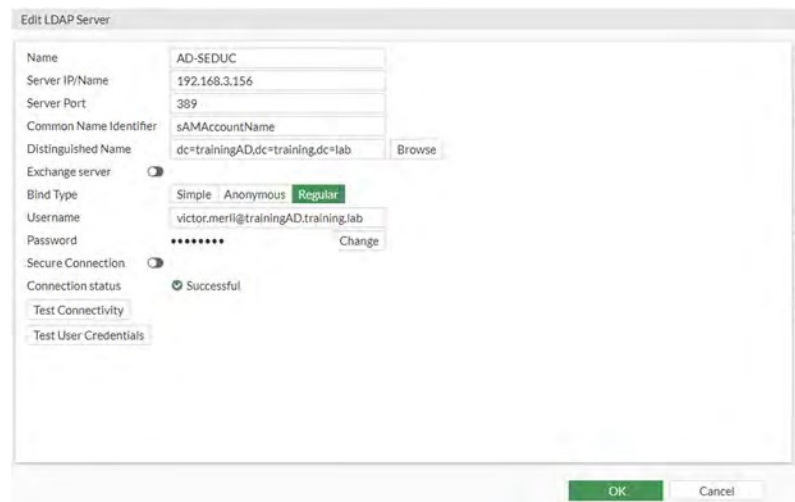 Edit LDAP Server
Name AD-SEDUC
Server IP/Name 192.168.3.156
Server Port 389
Common Name Identifier sAMAccountName
Distinguished Name dc=trainingAD,dc=training,dc=lab Browse
Exchange server
Bind Type Simple Anonymous Regular
Username victor.merli@trainingAD.training.lab
Password •••••••• Change
Secure Connection
Connection status Successful
Test Connectivity
Test User Credentials
OK Cancel